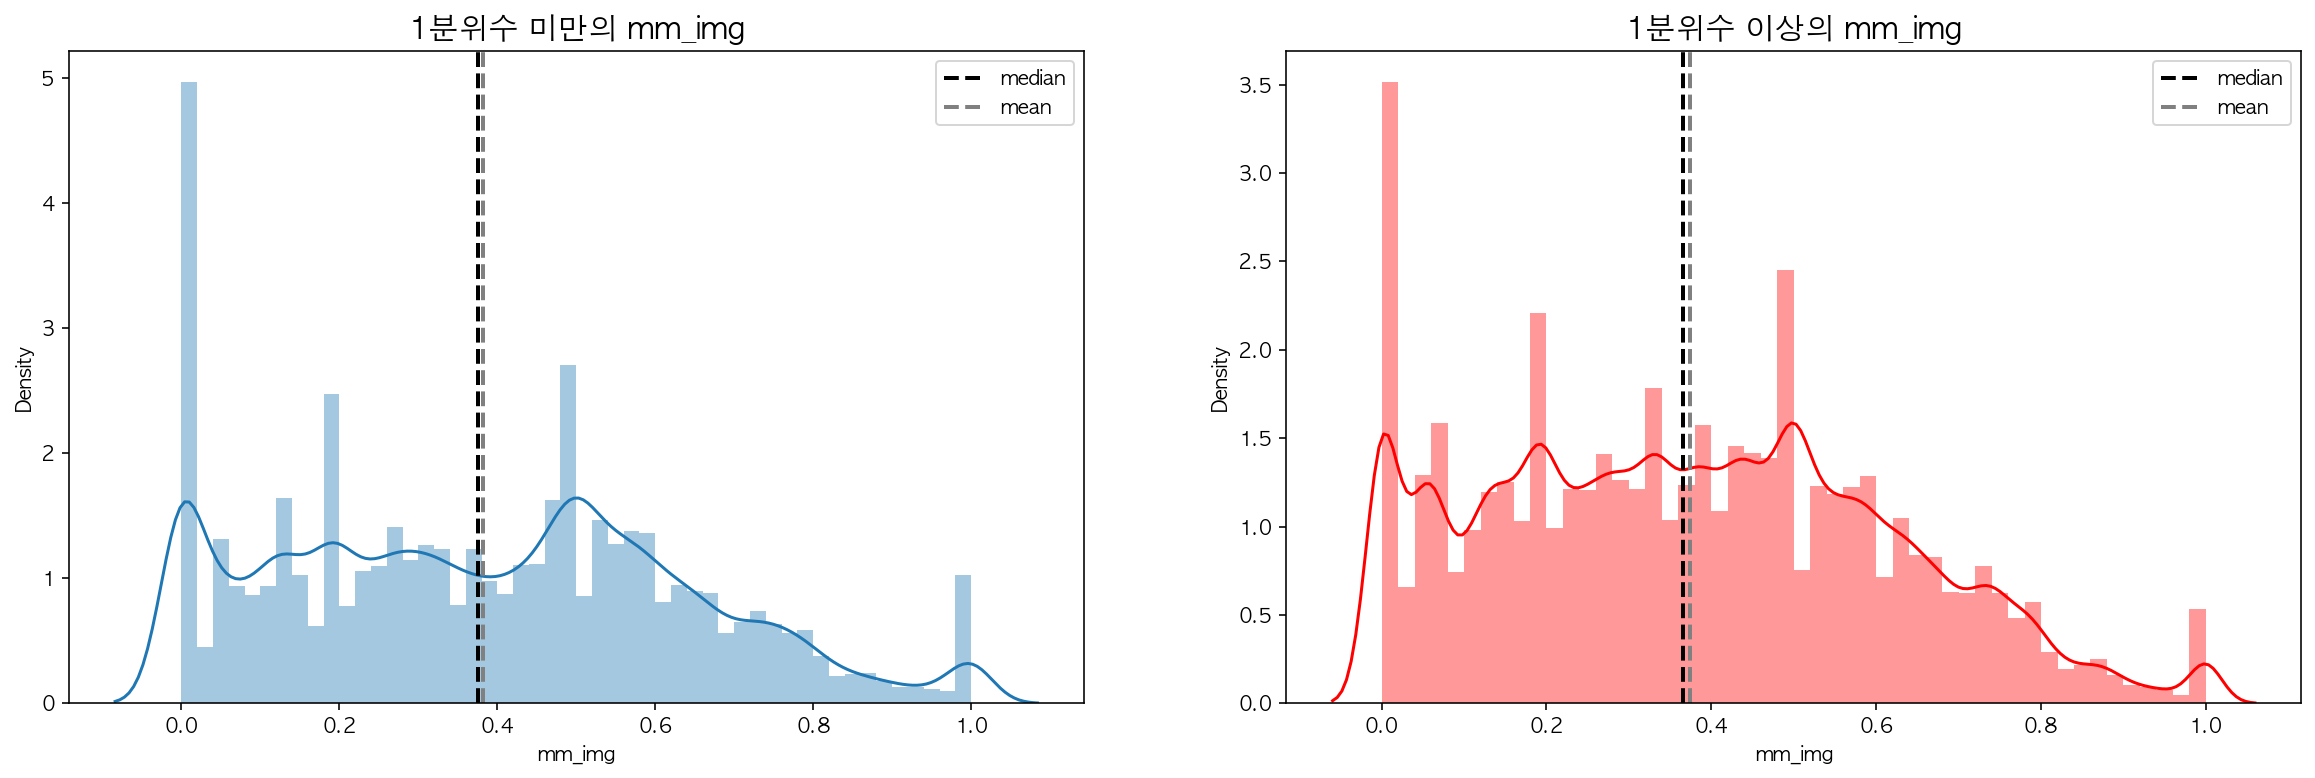 1분위수 미만의 mm_img
median
mean
Density
5
4
3
2
1
0
0.0 0.2 0.4 0.6 0.8 1.0
mm_img
1분위수 이상의 mm_img
median
mean
Density
3.5
3.0
2.5
2.0
1.5
1.0
0.5
0.0
0.0 0.2 0.4 0.6 0.8 1.0
mm_img